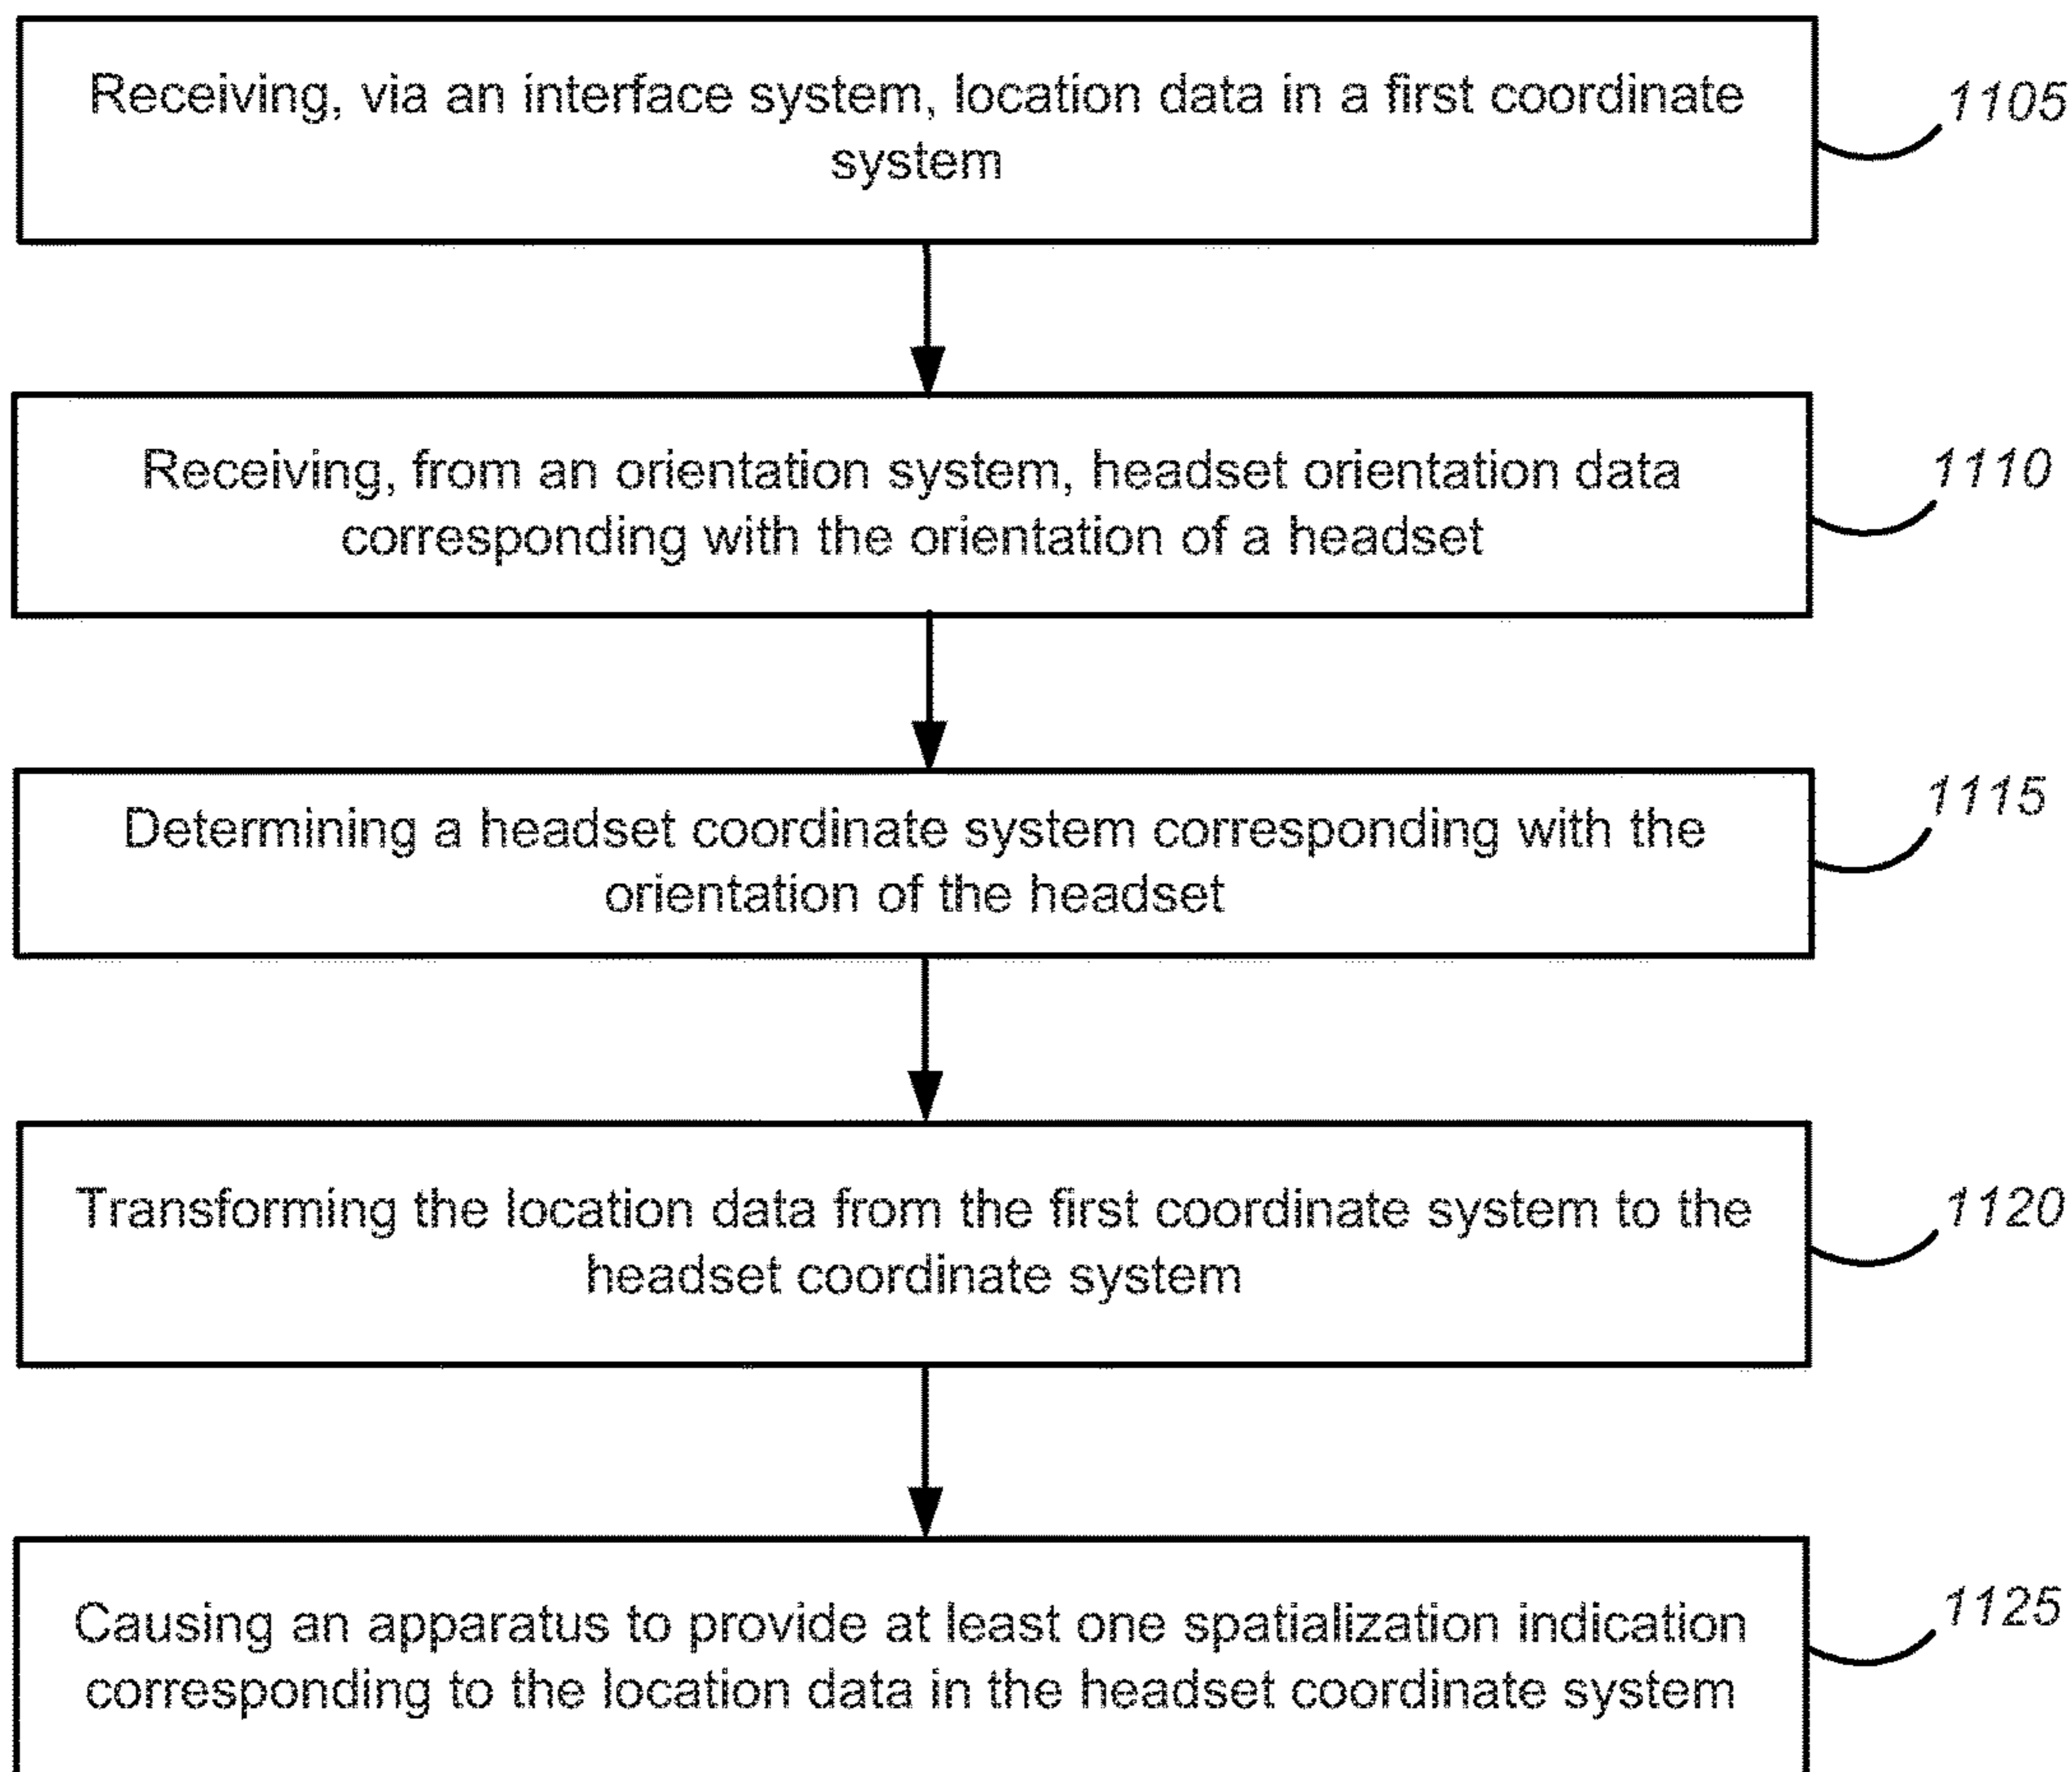 Receiving, via an interface system, location data in a first coordinate
system
1105
Receiving, from an orientation system, headset orientation data
corresponding with the orientation of a headset
1110
Determining a headset coordinate system corresponding with the
orientation of the headset
1115
Transforming the location data from the first coordinate system to the
headset coordinate system
1120
Causing an apparatus to provide at least one spatialization indication
corresponding to the location data in the headset coordinate system
1125